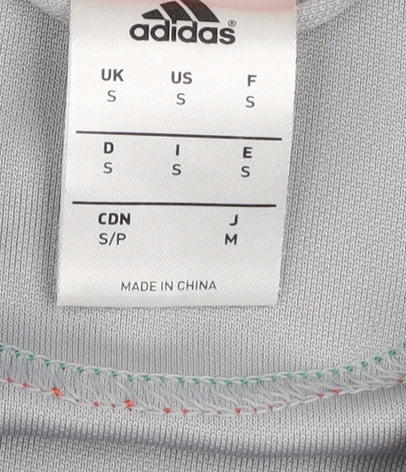 adidas®
UK US F
S S S
D I E
S S S
CDN J
S/P M
MADE IN CHINA